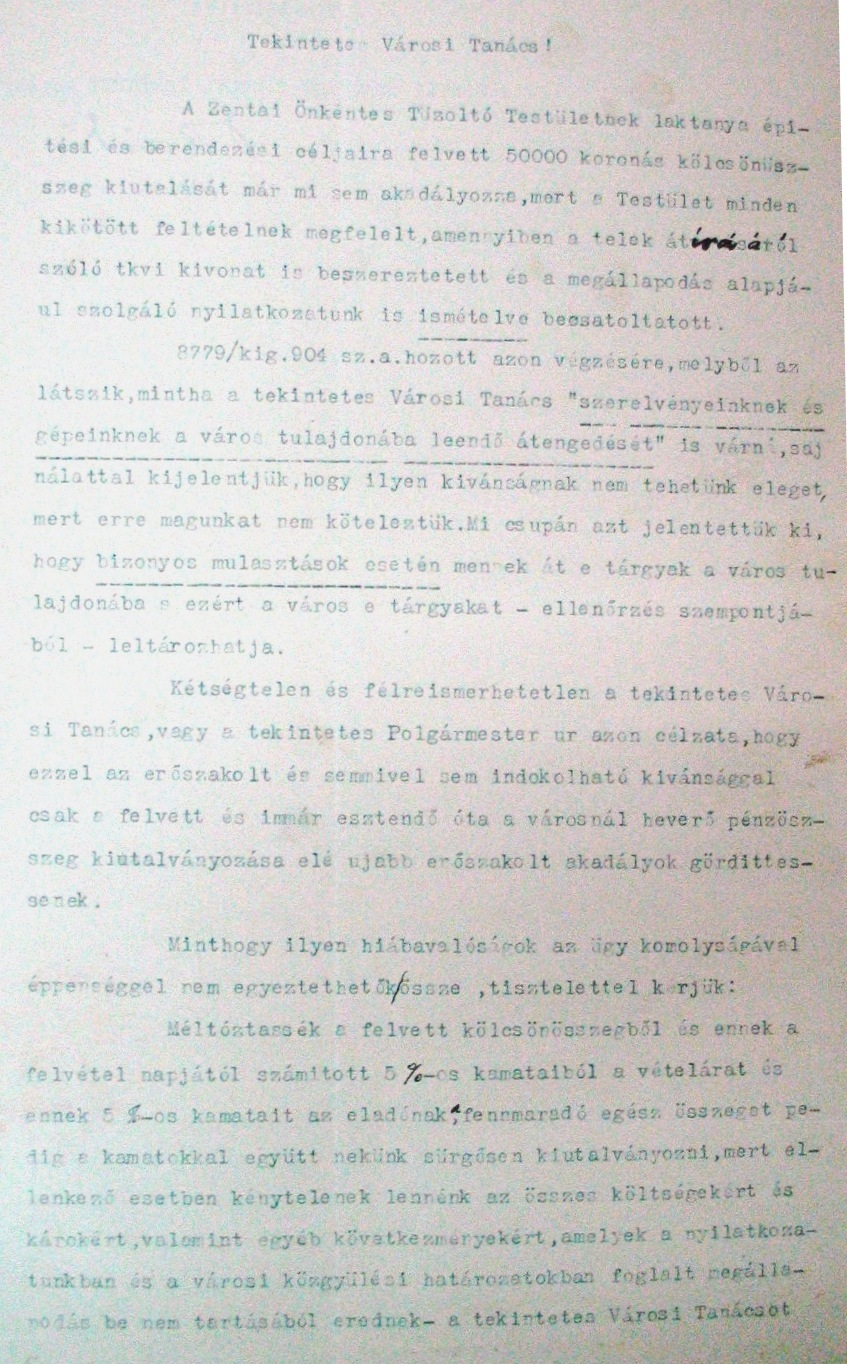 Tekintetes Városi Tanács!
A Zentai Önkéntes Tűzoltó Testületnek laktanya épi-
tési és berendezési céljaira felvett 50000 koronás kölcsönösz-
szeg kiutalását már mi sem akadályozza,mert a Testület minden
kikötött feltételnek megfelelt,amennyiben a telek átírásáról
szóló tkvi kivonat is beszereztetett és a megállapodás alapjá-
ul szolgáló nyilatkozatunk is ismételve becsatoltatott.
8779/kig.904 sz.a.hozott azon végzésére,melyből az
látszik,mintha a tekintetes Városi Tanács "szerelvényeinknek és
gépeinknek a város tulajdonába leendő átengedését" is várná,saj
nálattal kijelentjük,hogy ilyen kivánságnak nem tehetünk eleget,
mert erre magunkat nem köteleztük.Mi csupán azt jelentettük ki,
hogy bizonyos mulasztások esetén mennek át e tárgyak a város tu-
lajdonába s ezért a város e tárgyakat - ellenőrzés szempontjá-
ból - leltározhatja.
Kétségtelen és félreismerhetetlen a tekintetes Váro-
si Tanács,vagy a tekintetes Polgármester ur azon célzata,hogy
ezzel az erőszakolt és semmivel sem indokolható kivánsággal
csak a felvett és immár esztendő óta a városnál heverő pénzösz-
szeg kiutalványozása elé ujabb erőszakolt akadályok gördittes-
senek.
Minthogy ilyen hiábavalóságok az ügy komolyságával
éppenséggel nem egyeztethetők/össze ,tisztelettel kérjük:
Méltóztassék a felvett kölcsönösszegből és ennek a
felvétel napjától számitott 5 %-os kamataiból a vételárat és
ennek 5 %-os kamatait az eladónak,a fennmaradó egész összeget pe-
dig a kamatokkal együtt nekünk sürgősen kiutalványozni,mert el-
lenkező esetben kénytelenek lennénk az összes költségekért és
károkért,valamint egyéb következményekért,amelyek a nyilatkoza-
tunkban és a városi közgyülési határozatokban foglalt megálla-
podás be nem tartásából erednek- a tekintetes Városi Tanácsot